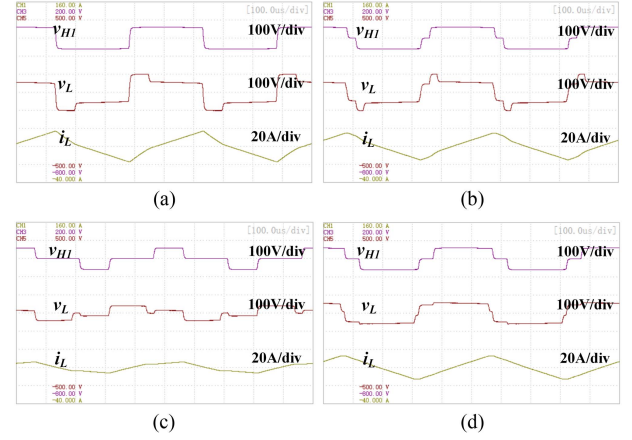 CH1 160.00 A
CH3 200.00 V
CH5 500.00 V
[100.0us/div]
vH1 100V/div
vL 100V/div
iL 20A/div
-500.00 V
-600.00 V
-40.000 A
(a)
CH1 160.00 A
CH3 200.00 V
CH5 500.00 V
[100.0us/div]
vH1 100V/div
vL 100V/div
iL 20A/div
-500.00 V
-600.00 V
-40.000 A
(b)
CH1 160.00 A
CH3 200.00 V
CH5 500.00 V
[100.0us/div]
vH1 100V/div
vL 100V/div
iL 20A/div
-500.00 V
-600.00 V
-40.000 A
(c)
CH1 160.00 A
CH3 200.00 V
CH5 500.00 V
[100.0us/div]
vH1 100V/div
vL 100V/div
iL 20A/div
-500.00 V
-600.00 V
-40.000 A
(d)